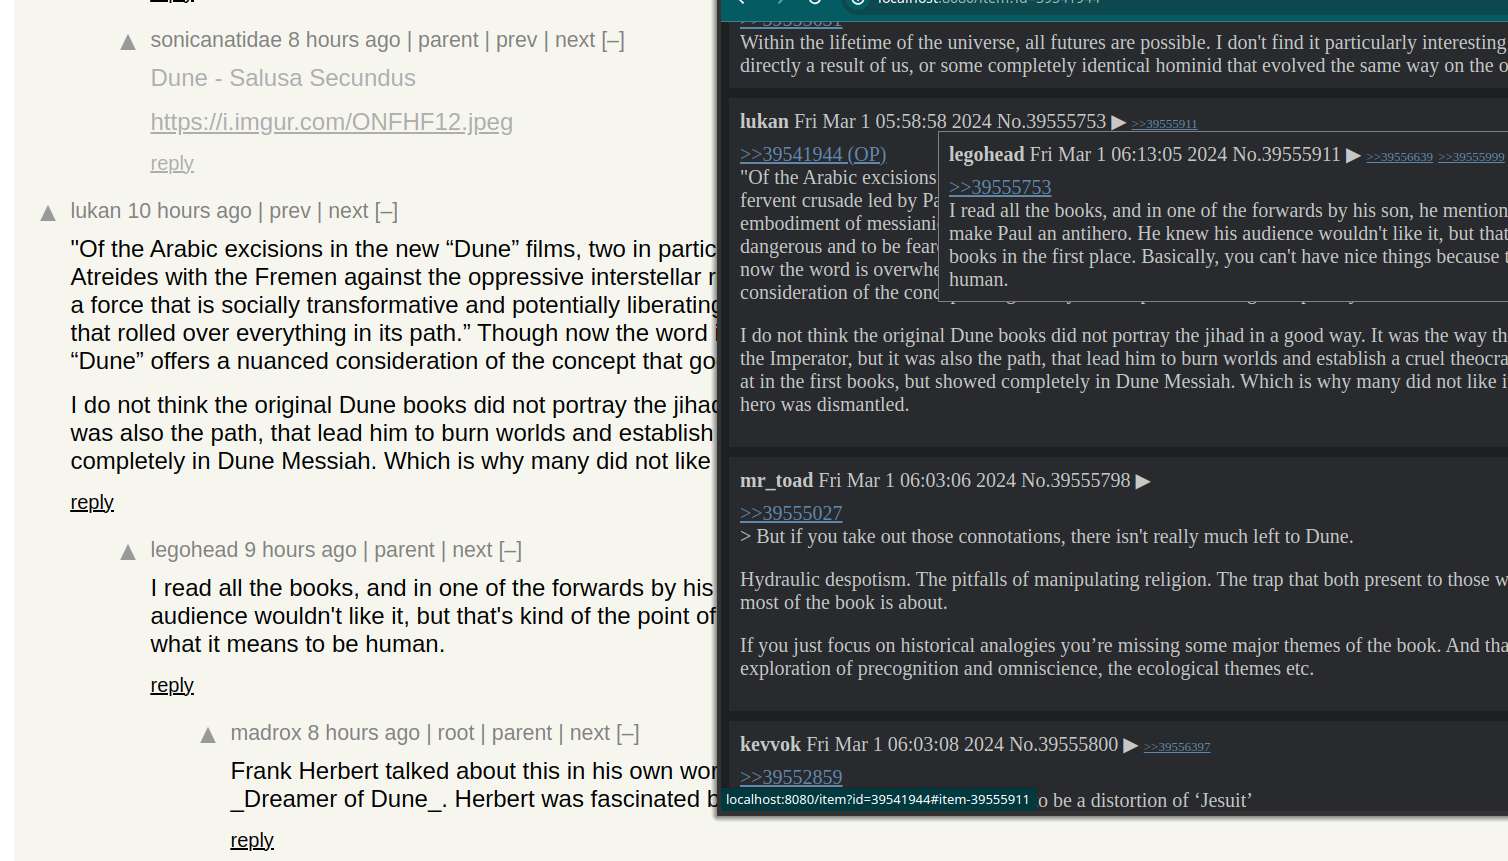 sonicanatidae 8 hours ago | parent | prev | next [–]
Dune - Salusa Secundus
https://i.imgur.com/ONFHF12.jpeg
reply
lukan 10 hours ago | prev | next [–]
"Of the Arabic excisions in the new “Dune” films, two in partic
Atreides with the Fremen against the oppressive interstellar
a force that is socially transformative and potentially liberating
that rolled over everything in its path.” Though now the word
“Dune” offers a nuanced consideration of the concept that go
I do not think the original Dune books did not portray the jihad
was also the path, that lead him to burn worlds and establish
completely in Dune Messiah. Which is why many did not like
reply
legohead 9 hours ago | parent | next [–]
I read all the books, and in one of the forwards by his
audience wouldn't like it, but that's kind of the point of
what it means to be human.
reply
madrox 8 hours ago | root | parent | next [–]
Frank Herbert talked about this in his own wor
_Dreamer of Dune_. Herbert was fascinated b
reply
Within the lifetime of the universe, all futures are possible. I don't find it particularly interesting
directly a result of us, or some completely identical hominid that evolved the same way on the o
lukan Fri Mar 1 05:58:58 2024 No.39555753 ▶ >>39555911
>>39541944 (OP)
"Of the Arabic excisions
fervent crusade led by Pa
embodiment of messiani
dangerous and to be fear
now the word is overwhe
consideration of the conc
legohead Fri Mar 1 06:13:05 2024 No.39555911 ▶ >>39556639 >>39555999
>>39555753
I read all the books, and in one of the forwards by his son, he mention
make Paul an antihero. He knew his audience wouldn't like it, but that
books in the first place. Basically, you can't have nice things because t
human.
I do not think the original Dune books did not portray the jihad in a good way. It was the way th
the Imperator, but it was also the path, that lead him to burn worlds and establish a cruel theocra
at in the first books, but showed completely in Dune Messiah. Which is why many did not like i
hero was dismantled.
mr_toad Fri Mar 1 06:03:06 2024 No.39555798 ▶
>>39555027
> But if you take out those connotations, there isn't really much left to Dune.
Hydraulic despotism. The pitfalls of manipulating religion. The trap that both present to those w
most of the book is about.
If you just focus on historical analogies you’re missing some major themes of the book. And tha
exploration of precognition and omniscience, the ecological themes etc.
kevvok Fri Mar 1 06:03:08 2024 No.39555800 ▶ >>39556397
>>39552859
localhost:8080/item?id=39541944#item-39555911 o be a distortion of ‘Jesuit’